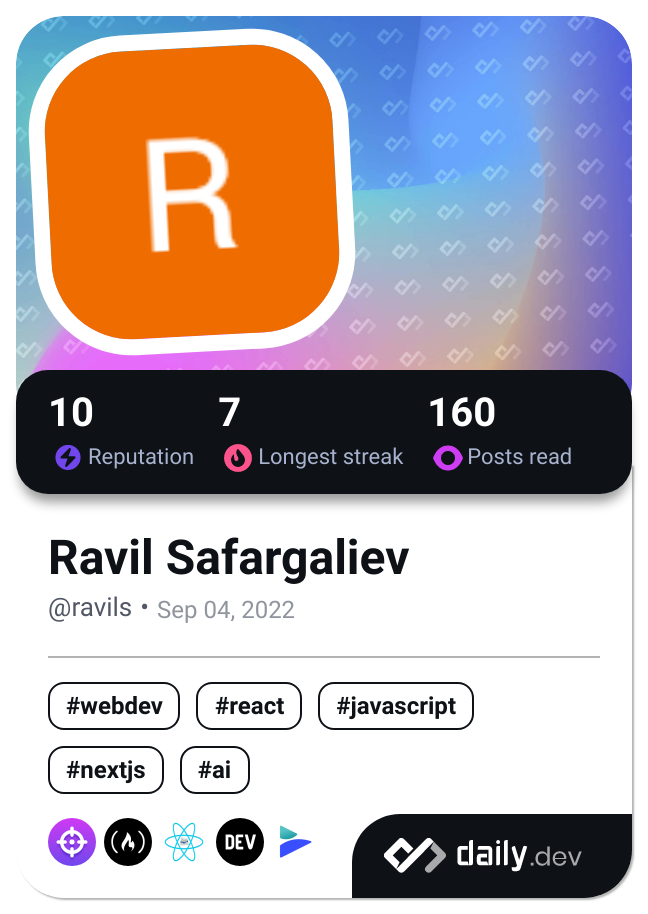 R
10 7 160
Reputation Longest streak Posts read
Ravil Safargaliev
@ravils • Sep 04, 2022
#webdev #react #javascript
#nextjs #ai
DEV
daily.dev